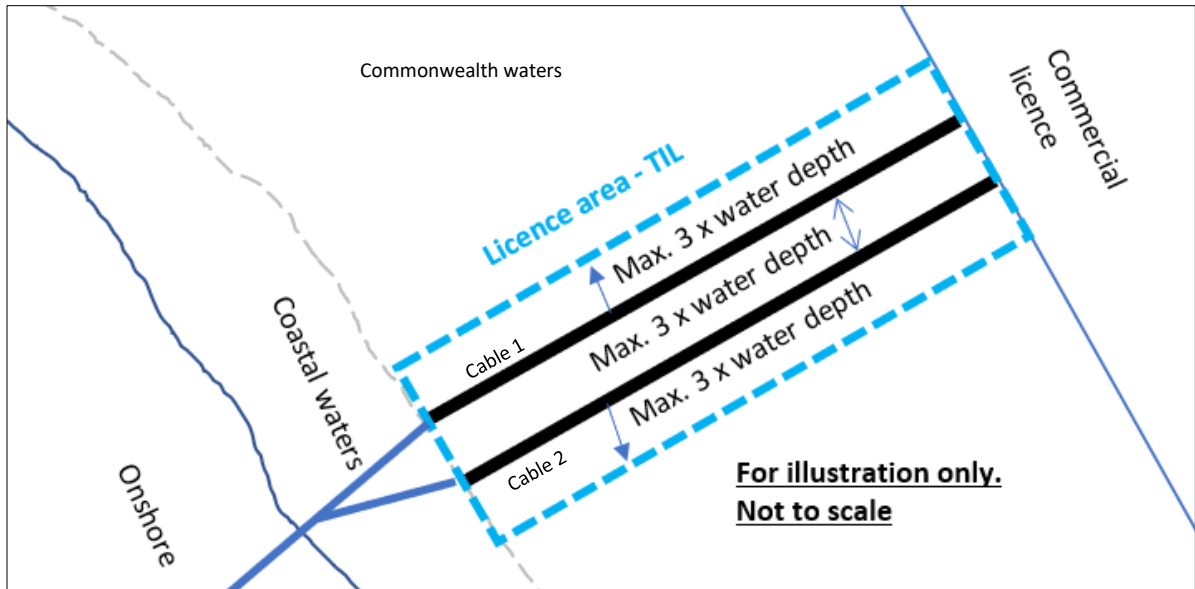 Commonwealth waters
Commercial
licence
Licence area - TIL
Max. 3 x water depth
Cable 1
Max. 3 x water depth
Coastal waters
Max. 3 x water depth
Cable 2
Onshore
For illustration only.
Not to scale